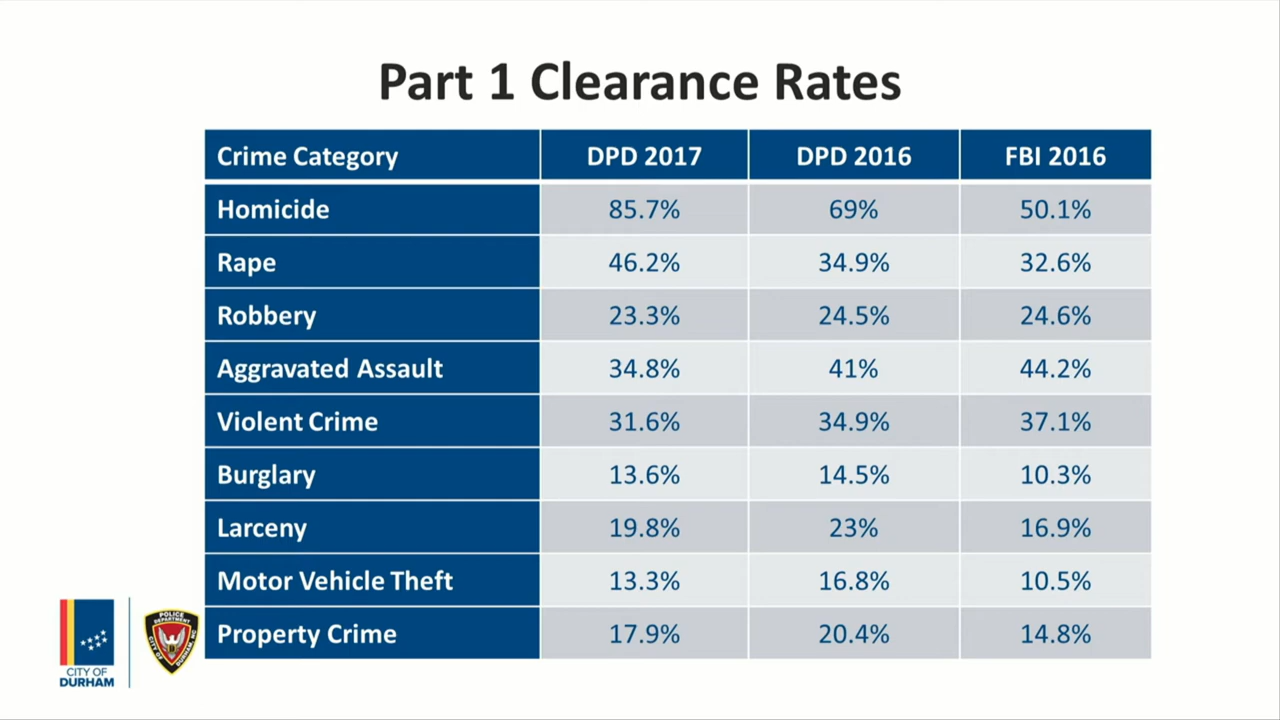 Part 1 Clearance Rates
Crime Category DPD 2017 DPD 2016 FBI 2016
Homicide 85.7% 69% 50.1%
Rape 46.2% 34.9% 32.6%
Robbery 23.3% 24.5% 24.6%
Aggravated Assault 34.8% 41% 44.2%
Violent Crime 31.6% 34.9% 37.1%
Burglary 13.6% 14.5% 10.3%
Larceny 19.8% 23% 16.9%
Motor Vehicle Theft 13.3% 16.8% 10.5%
Property Crime 17.9% 20.4% 14.8%
CITY OF
DURHAM
POLICE
DEPARTMENT
CITY OF
DURHAM, NC